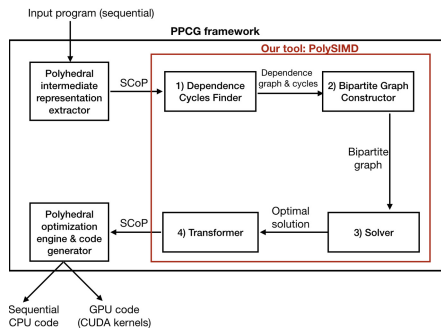 Input program (sequential)
PPCG framework
Our tool: PolySIMD
Polyhedral
intermediate
representation
extractor
SCoP
1) Dependence
Cycles Finder
Dependence
graph & cycles
2) Bipartite Graph
Constructor
Bipartite
graph
Polyhedral
optimization
engine & code
generator
SCoP
4) Transformer
Optimal
solution
3) Solver
Sequential
CPU code
GPU code
(CUDA kernels)